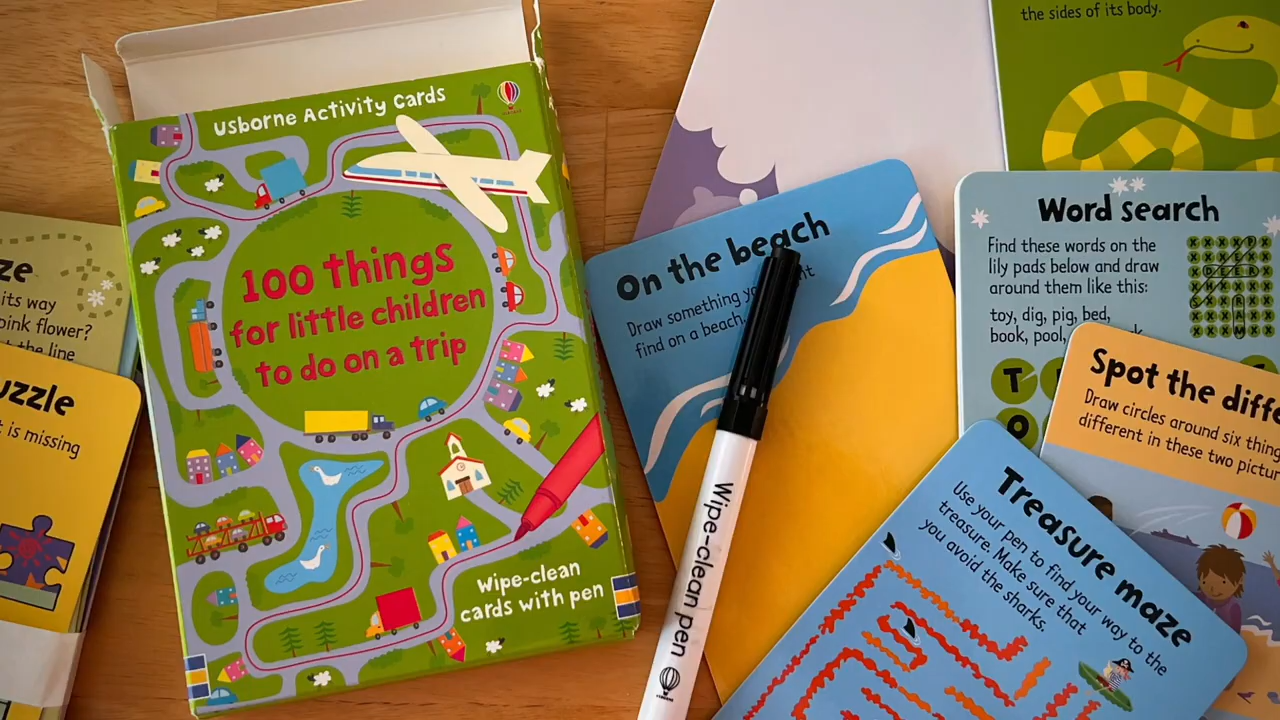 Usborne Activity Cards
100 things
for little children
to do on a trip
Wipe-clean
cards with pen
its way
pink flower?
the line
is missing
On the beach
Draw something you
find on a beach.
Wipe-clean pen
the sides of its body.
Word search
Find these words on the
lily pads below and draw
around them like this:
toy, dig, pig, bed,
book, pool,
T
O
Spot the diffe
Draw circles around six thing
different in these two pictur
Treasure maze
Use your pen to find your way to the
treasure. Make sure that
you avoid the sharks.